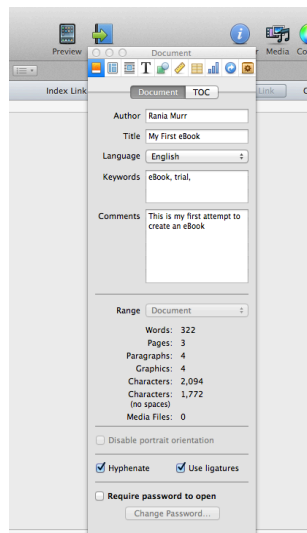 Preview
Media
Document
Index Link
Link
Document TOC
Author Rania Murr
Title My First eBook
Language English
Keywords eBook, trial,
Comments This is my first attempt to
create an eBook
Range Document
Words: 322
Pages: 3
Paragraphs: 4
Graphics: 4
Characters: 2,094
Characters: 1,772
(no spaces)
Media Files: 0
Disable portrait orientation
Hyphenate Use ligatures
Require password to open
Change Password...